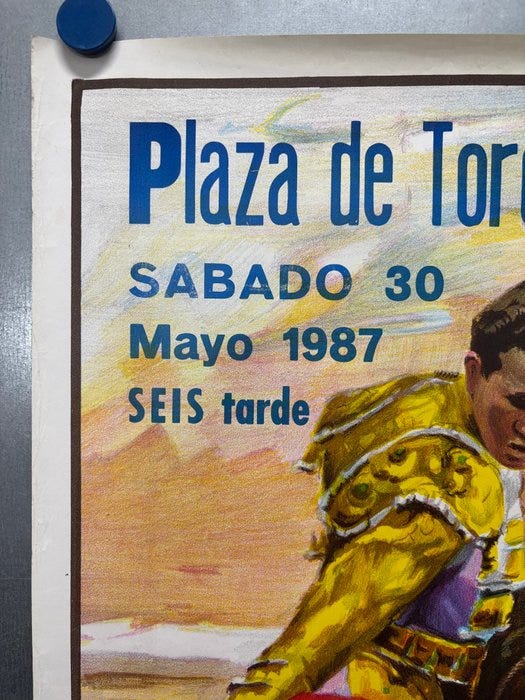 Plaza de Tor
SABADO 30
Mayo 1987
SEIS tarde